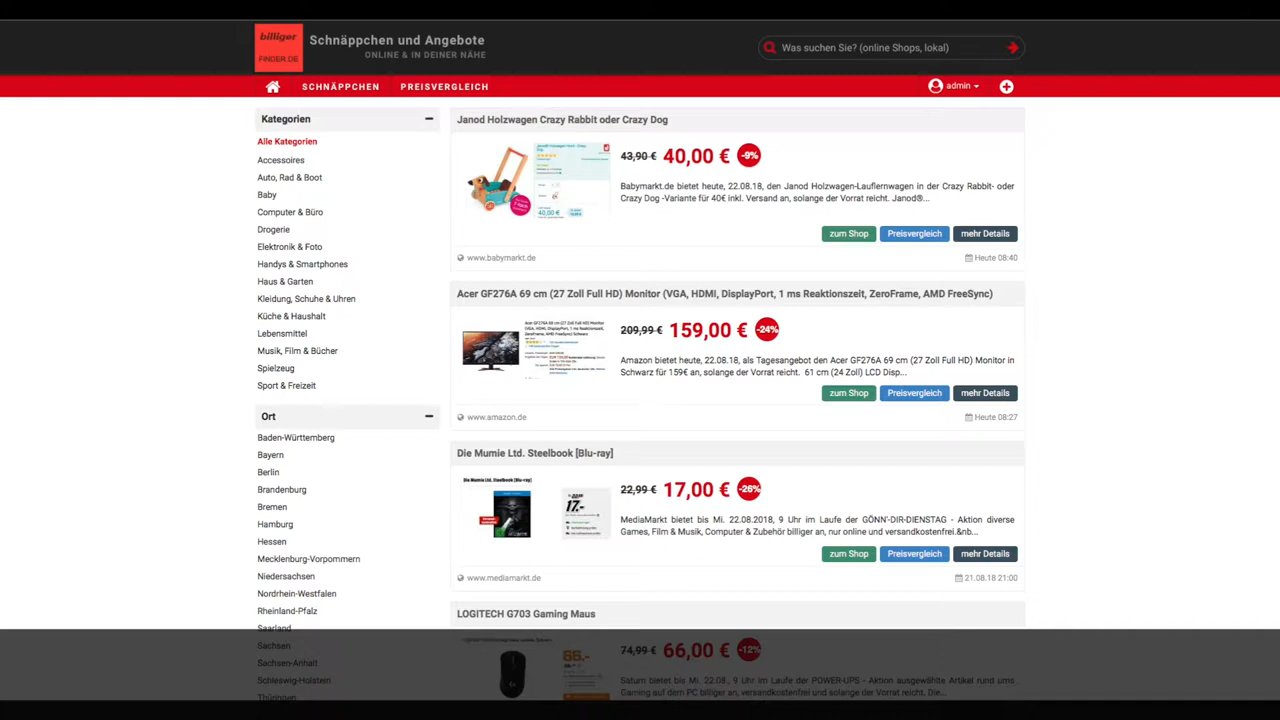 billiger
FINDER.DE
Schnäppchen und Angebote
ONLINE & IN DEINER NÄHE
Was suchen Sie? (online Shops, lokal)
SCHNÄPPCHEN
PREISVERGLEICH
admin
Kategorien
Alle Kategorien
Accessoires
Auto, Rad & Boot
Baby
Computer & Büro
Drogerie
Elektronik & Foto
Handys & Smartphones
Haus & Garten
Kleidung, Schuhe & Uhren
Küche & Haushalt
Lebensmittel
Musik, Film & Bücher
Spielzeug
Sport & Freizeit
Ort
Baden-Württemberg
Bayern
Berlin
Brandenburg
Bremen
Hamburg
Hessen
Mecklenburg-Vorpommern
Niedersachsen
Nordrhein-Westfalen
Rheinland-Pfalz
Saarland
Sachsen
Sachsen-Anhalt
Schleswig-Holstein
Thüringen
Janod Holzwagen Crazy Rabbit oder Crazy Dog
43,90 € 40,00 € -9%
Babymarkt.de bietet heute, 22.08.18, den Janod Holzwagen-Lauflernwagen in der Crazy Rabbit- oder
Crazy Dog -Variante für 40€ inkl. Versand an, solange der Vorrat reicht. Janod®...
zum Shop Preisvergleich mehr Details
www.babymarkt.de Heute 08:40
Acer GF276A 69 cm (27 Zoll Full HD) Monitor (VGA, HDMI, DisplayPort, 1 ms Reaktionszeit, ZeroFrame, AMD FreeSync)
209,99 € 159,00 € -24%
Amazon bietet heute, 22.08.18, als Tagesangebot den Acer GF276A 69 cm (27 Zoll Full HD) Monitor in
Schwarz für 159€ an, solange der Vorrat reicht. 61 cm (24 Zoll) LCD Disp...
zum Shop Preisvergleich mehr Details
www.amazon.de Heute 08:27
Die Mumie Ltd. Steelbook [Blu-ray]
Die Mumie Ltd. Steelbook [Blu-ray]
17.-
22,99 € 17,00 € -26%
MediaMarkt bietet bis Mi. 22.08.2018, 9 Uhr im Laufe der GÖNN'-DIR-DIENSTAG - Aktion diverse
Games, Film & Musik, Computer & Zubehör billiger an, nur online und versandkostenfrei.&nb...
zum Shop Preisvergleich mehr Details
www.mediamarkt.de 21.08.18 21:00
LOGITECH G703 Gaming Maus
66.-
74,99 € 66,00 € -12%
Saturn bietet bis Mi. 22.08., 9 Uhr im Laufe der POWER-UPS - Aktion ausgewählte Artikel rund ums
Gaming auf dem PC billiger an, versandkostenfrei und solange der Vorrat reicht. Die...